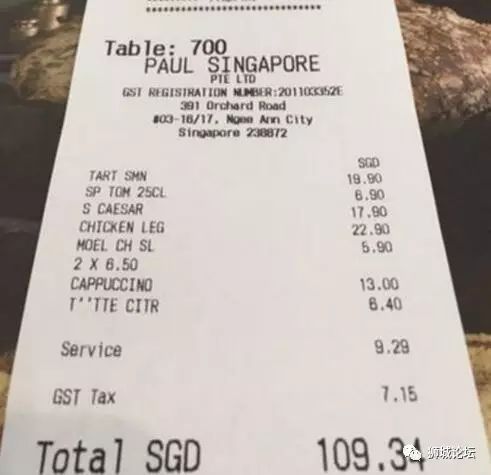 Table: 700
PAUL SINGAPORE
PTE LTD
GST REGISTRATION NUMBER:201103352E
391 Orchard Road
#03-16/17, Ngee Ann City
Singapore 238872
SGD
TART SMN 19.90
SP TOM 25CL 6.90
S CAESAR 17.90
CHICKEN LEG 22.90
MOEL CH SL 5.90
2 X 6.50
CAPPUCCINO 13.00
T''TTE CITR 6.40
Service 9.29
GST Tax 7.15
Total SGD 109.34
狮城论坛